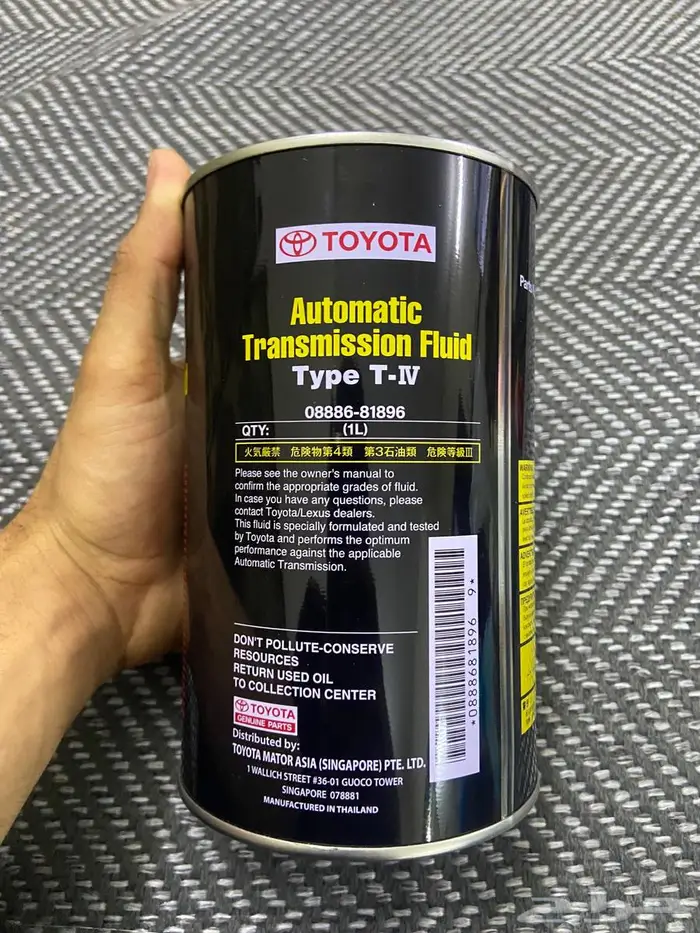 TOYOTA
Automatic
Transmission Fluid
Type T-Ⅳ
08886-81896
QTY: (1L)
火気厳禁 危険物第4類 第3石油類 危険等級Ⅲ
Please see the owner's manual to
confirm the appropriate grades of fluid.
In case you have any questions, please
contact Toyota/Lexus dealers.
This fluid is specially formulated and tested
by Toyota and performs the optimum
performance against the applicable
Automatic Transmission.
*0888681896 9*
DON'T POLLUTE-CONSERVE
RESOURCES
RETURN USED OIL
TO COLLECTION CENTER
TOYOTA
GENUINE PARTS
Distributed by:
TOYOTA MOTOR ASIA (SINGAPORE) PTE. LTD.
1 WALLICH STREET #36-01 GUOCO TOWER
SINGAPORE 078881
MANUFACTURED IN THAILAND